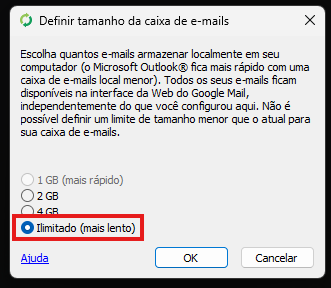 Definir tamanho da caixa de e-mails
Escolha quantos e-mails armazenar localmente em seu
computador (o Microsoft Outlook® fica mais rápido com uma
caixa de e-mails local menor). Todos os seus e-mails ficam
disponíveis na interface da Web do Google Mail,
independentemente do que você configurou aqui. Não é
possível definir um limite de tamanho menor que o atual para
sua caixa de e-mails.
1 GB (mais rápido)
2 GB
4 GB
Ilimitado (mais lento)
Ajuda
OK
Cancelar